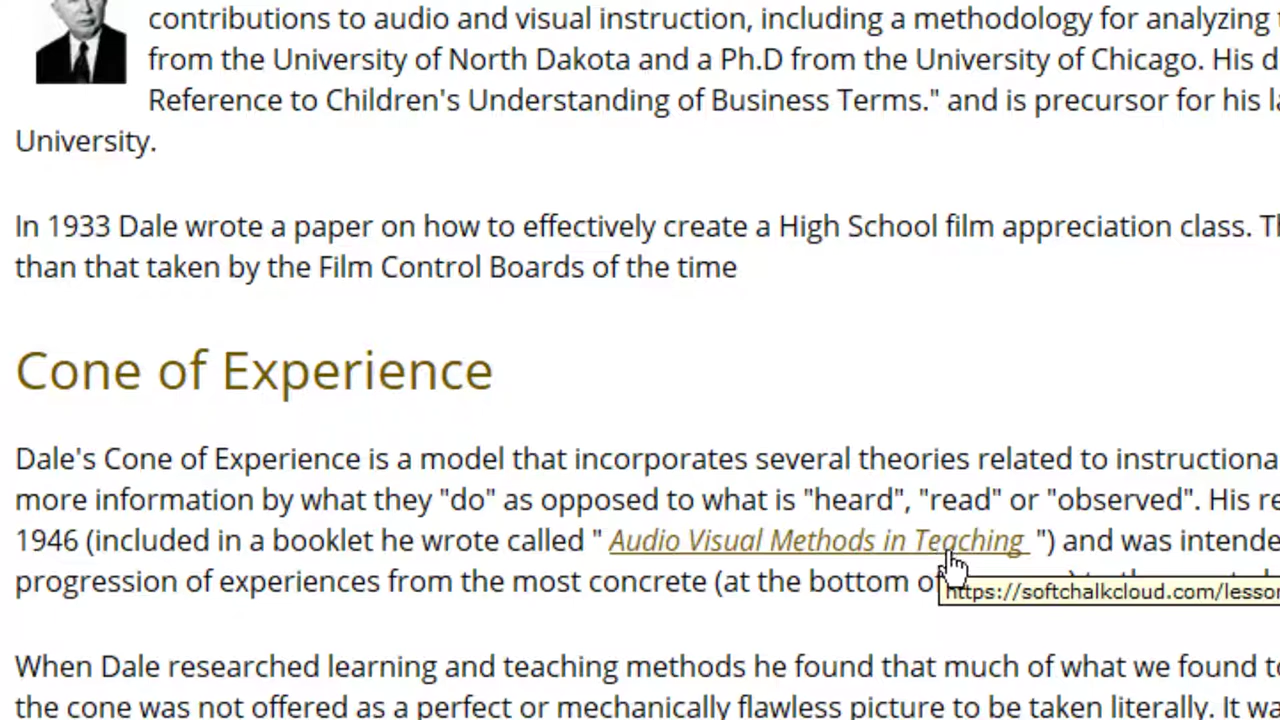 contributions to audio and visual instruction, including a methodology for analyzing
from the University of North Dakota and a Ph.D from the University of Chicago. His
Reference to Children's Understanding of Business Terms." and is precursor for his
University.
In 1933 Dale wrote a paper on how to effectively create a High School film appreciation class.
than that taken by the Film Control Boards of the time
Cone of Experience
Dale's Cone of Experience is a model that incorporates several theories related to
more information by what they "do" as opposed to what is "heard", "read" or "observed". His
1946 (included in a booklet he wrote called " Audio Visual Methods in Teaching ") and was
progression of experiences from the most concrete (at the bottom
https://softchalkcloud.com/lesson
When Dale researched learning and teaching methods he found that much of what we found
the cone was not offered as a perfect or mechanically flawless picture to be taken literally. It